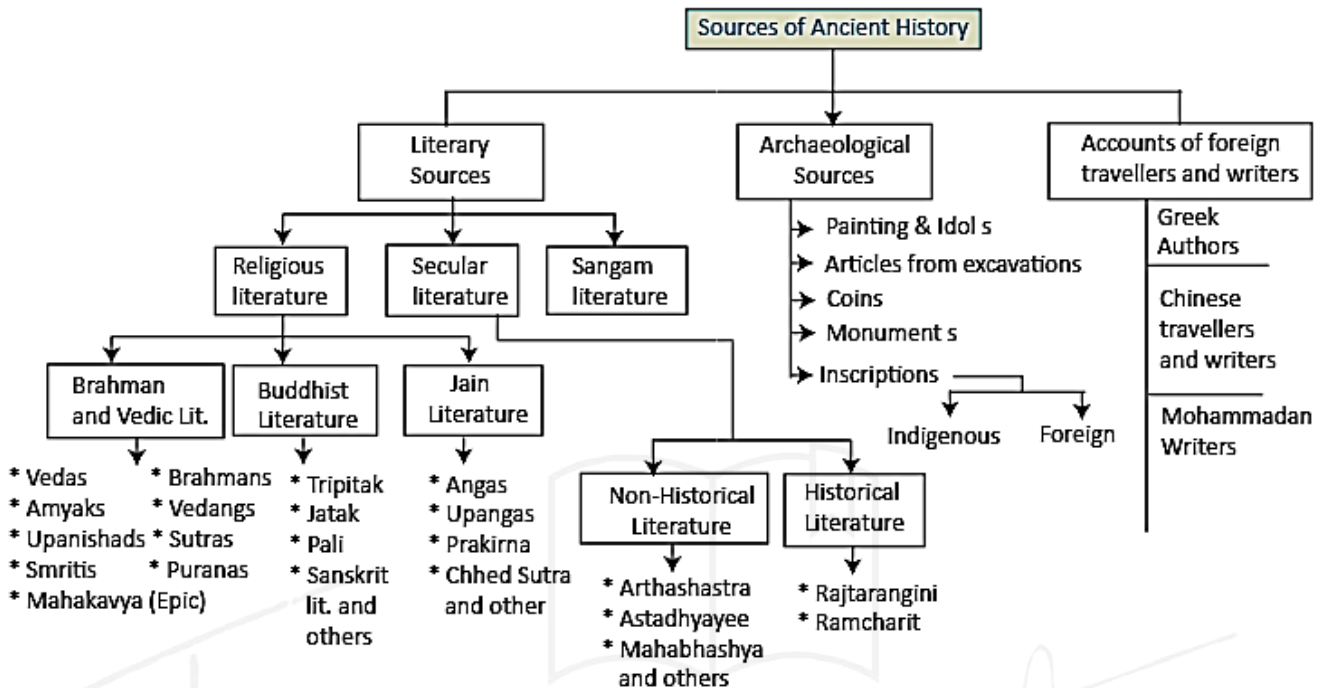 Sources of Ancient History
Literary
Sources
Archaeological
Sources
Accounts of foreign
travellers and writers
Religious
literature
Secular
literature
Sangam
literature
Painting & Idol s
Articles from excavations
Coins
Monument s
Inscriptions
Indigenous
Foreign
Greek
Authors
Chinese
travellers
and writers
Mohammadan
Writers
Brahman
and Vedic Lit.
Buddhist
Literature
Jain
Literature
* Vedas
* Amyaks
* Upanishads
* Smritis
* Mahakavya (Epic)
* Brahmans
* Vedangs
* Sutras
* Puranas
* Tripitak
* Jatak
* Pali
* Sanskrit
lit. and
others
* Angas
* Upangas
* Prakirna
* Chhed Sutra
and other
Non-Historical
Literature
Historical
Literature
* Arthashastra
* Astadhyayee
* Mahabhashya
and others
* Rajtarangini
* Ramcharit